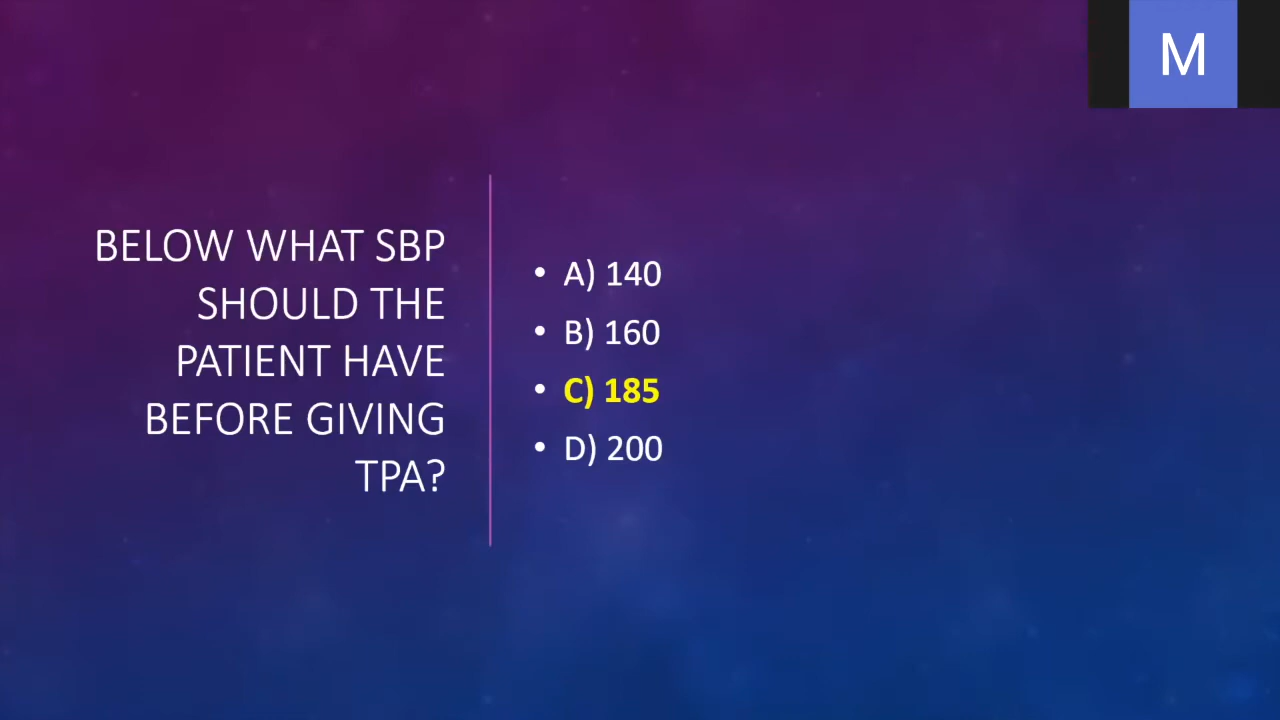 BELOW WHAT SBP
SHOULD THE
PATIENT HAVE
BEFORE GIVING
TPA?
• A) 140
• B) 160
• C) 185
• D) 200
M